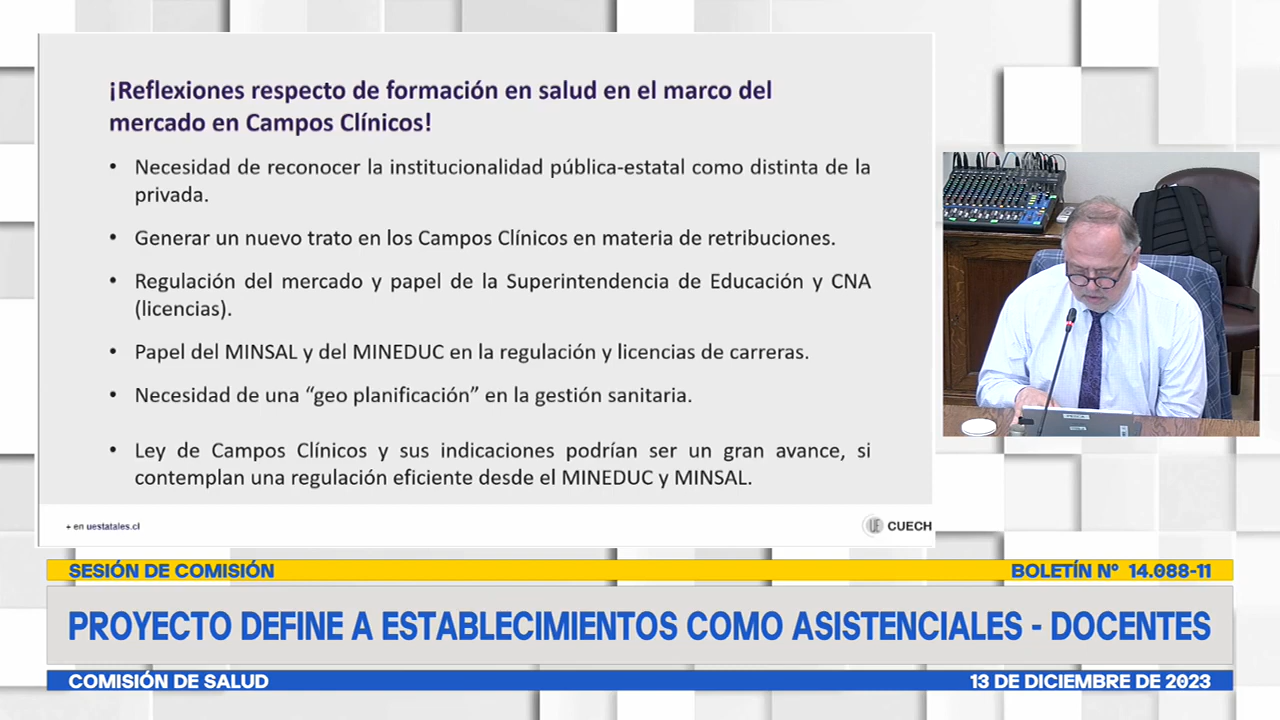 ¡Reflexiones respecto de formación en salud en el marco del
mercado en Campos Clínicos!
• Necesidad de reconocer la institucionalidad pública-estatal como distinta de la
privada.
• Generar un nuevo trato en los Campos Clínicos en materia de retribuciones.
• Regulación del mercado y papel de la Superintendencia de Educación y CNA
(licencias).
• Papel del MINSAL y del MINEDUC en la regulación y licencias de carreras.
• Necesidad de una “geo planificación” en la gestión sanitaria.
• Ley de Campos Clínicos y sus indicaciones podrían ser un gran avance, si
contemplan una regulación eficiente desde el MINEDUC y MINSAL.
+ en uestatales.cl
UE CUECH
SESIÓN DE COMISIÓN
BOLETÍN N° 14.088-11
PROYECTO DEFINE A ESTABLECIMIENTOS COMO ASISTENCIALES - DOCENTES
COMISIÓN DE SALUD
13 DE DICIEMBRE DE 2023